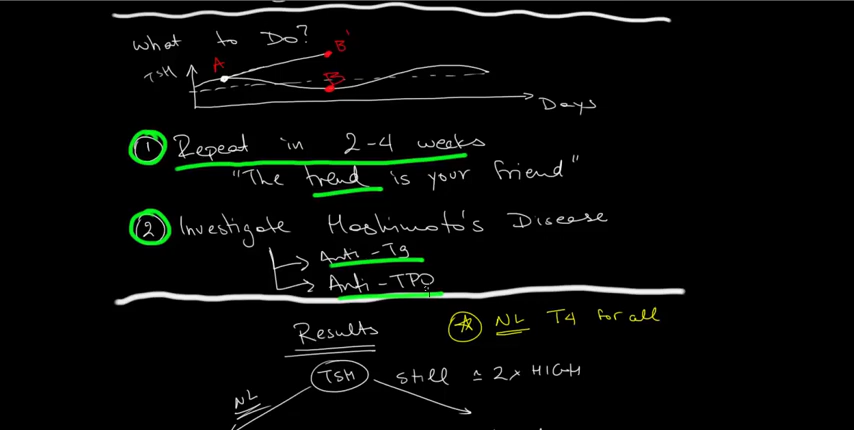 What to Do?
A
B'
TSH
B
Days
① Repeat in 2-4 weeks
"The trend is your friend"
② Investigate Hashimoto's Disease
Anti-Tg
Anti-TPO
Results
☆ NL T4 for all
TSH still ≃ 2x HIGH
NL